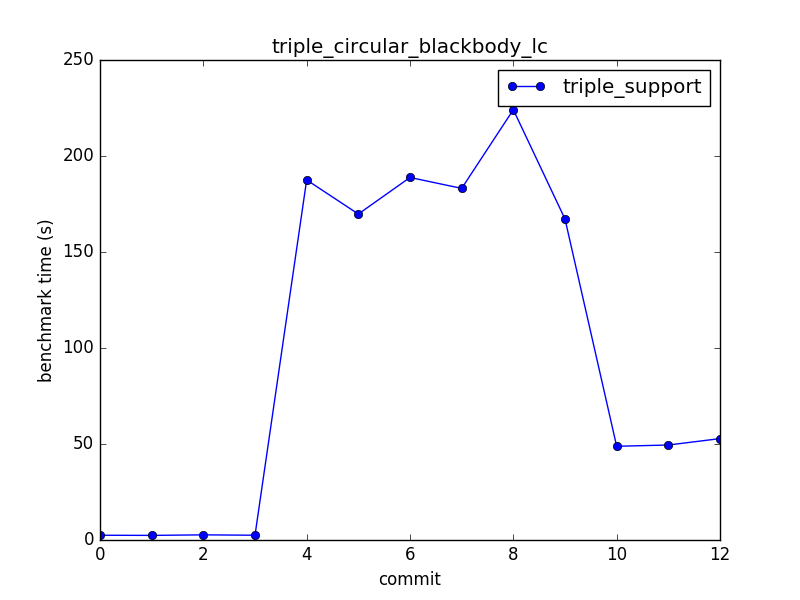 triple_circular_blackbody_lc
triple_support
benchmark time (s)
250
200
150
100
50
0
0 2 4 6 8 10 12
commit